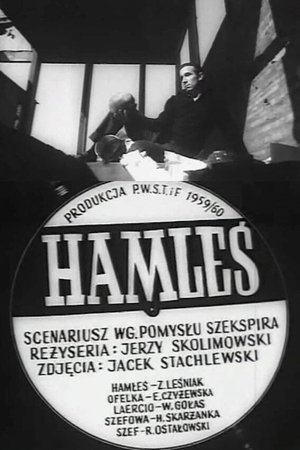 PRODUKCJA P.W.S.T.iF 1959/60
HAMLEŚ
SCENARIUSZ WG. POMYSŁU SZEKSPIRA
REŻYSERIA: JERZY SKOLIMOWSKI
ZDJĘCIA: JACEK STACHLEWSKI
HAMLEŚ-Z.LEŚNIAK
OFELKA-E.CZYŻEWSKA
LAERCIO-W.GOŁAS
SZEFOWA-H.SKARŻANKA
SZEF-R.OSTAŁOWSKI